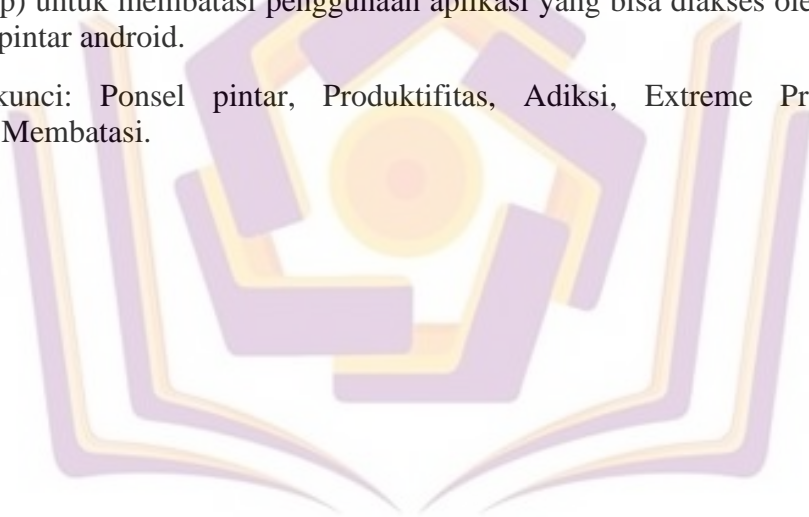 p) untuk membatasi penggunaan aplikasi yang bisa diakses ole
pintar android.
kunci: Ponsel pintar, Produktifitas, Adiksi, Extreme Pr
Membatasi.